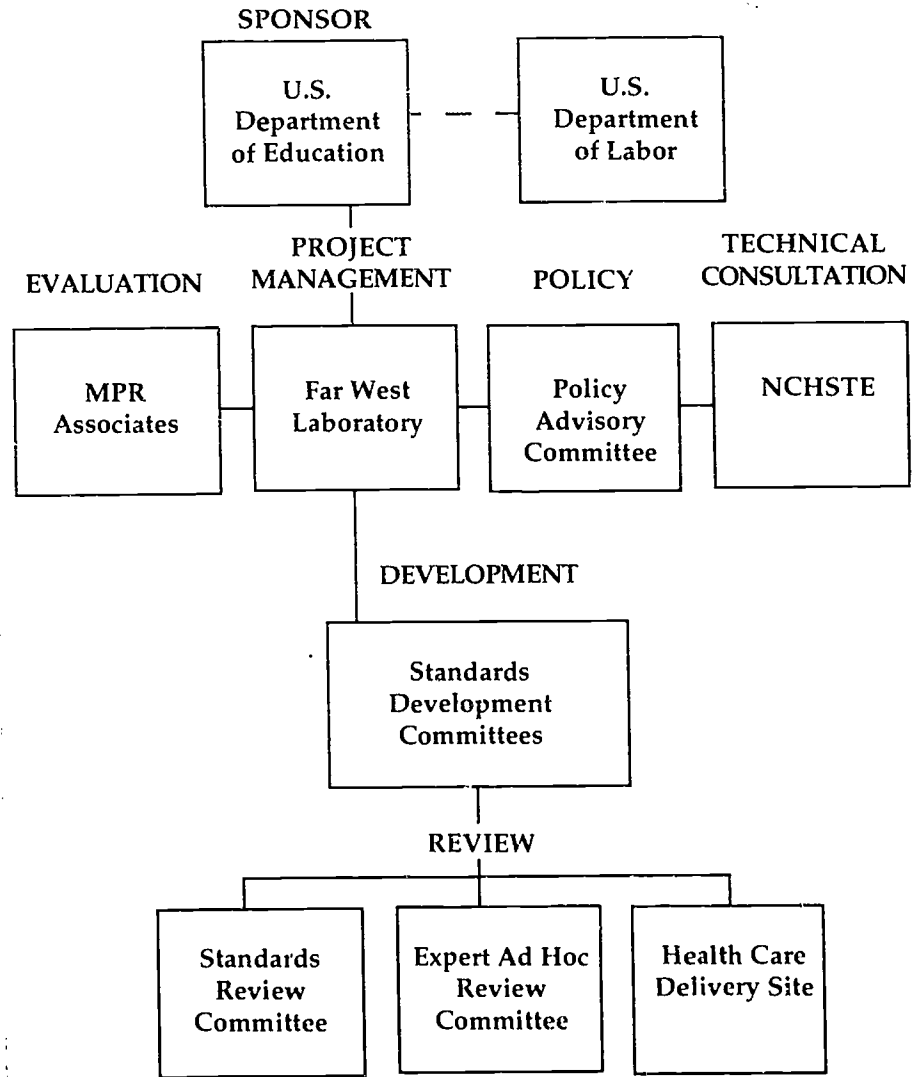 SPONSOR
U.S.
Department
of Education
U.S.
Department
of Labor
EVALUATION
PROJECT
MANAGEMENT
POLICY
TECHNICAL
CONSULTATION
MPR
Associates
Far West
Laboratory
Policy
Advisory
Committee
NCHSTE
DEVELOPMENT
Standards
Development
Committees
REVIEW
Standards
Review
Committee
Expert Ad Hoc
Review
Committee
Health Care
Delivery Site